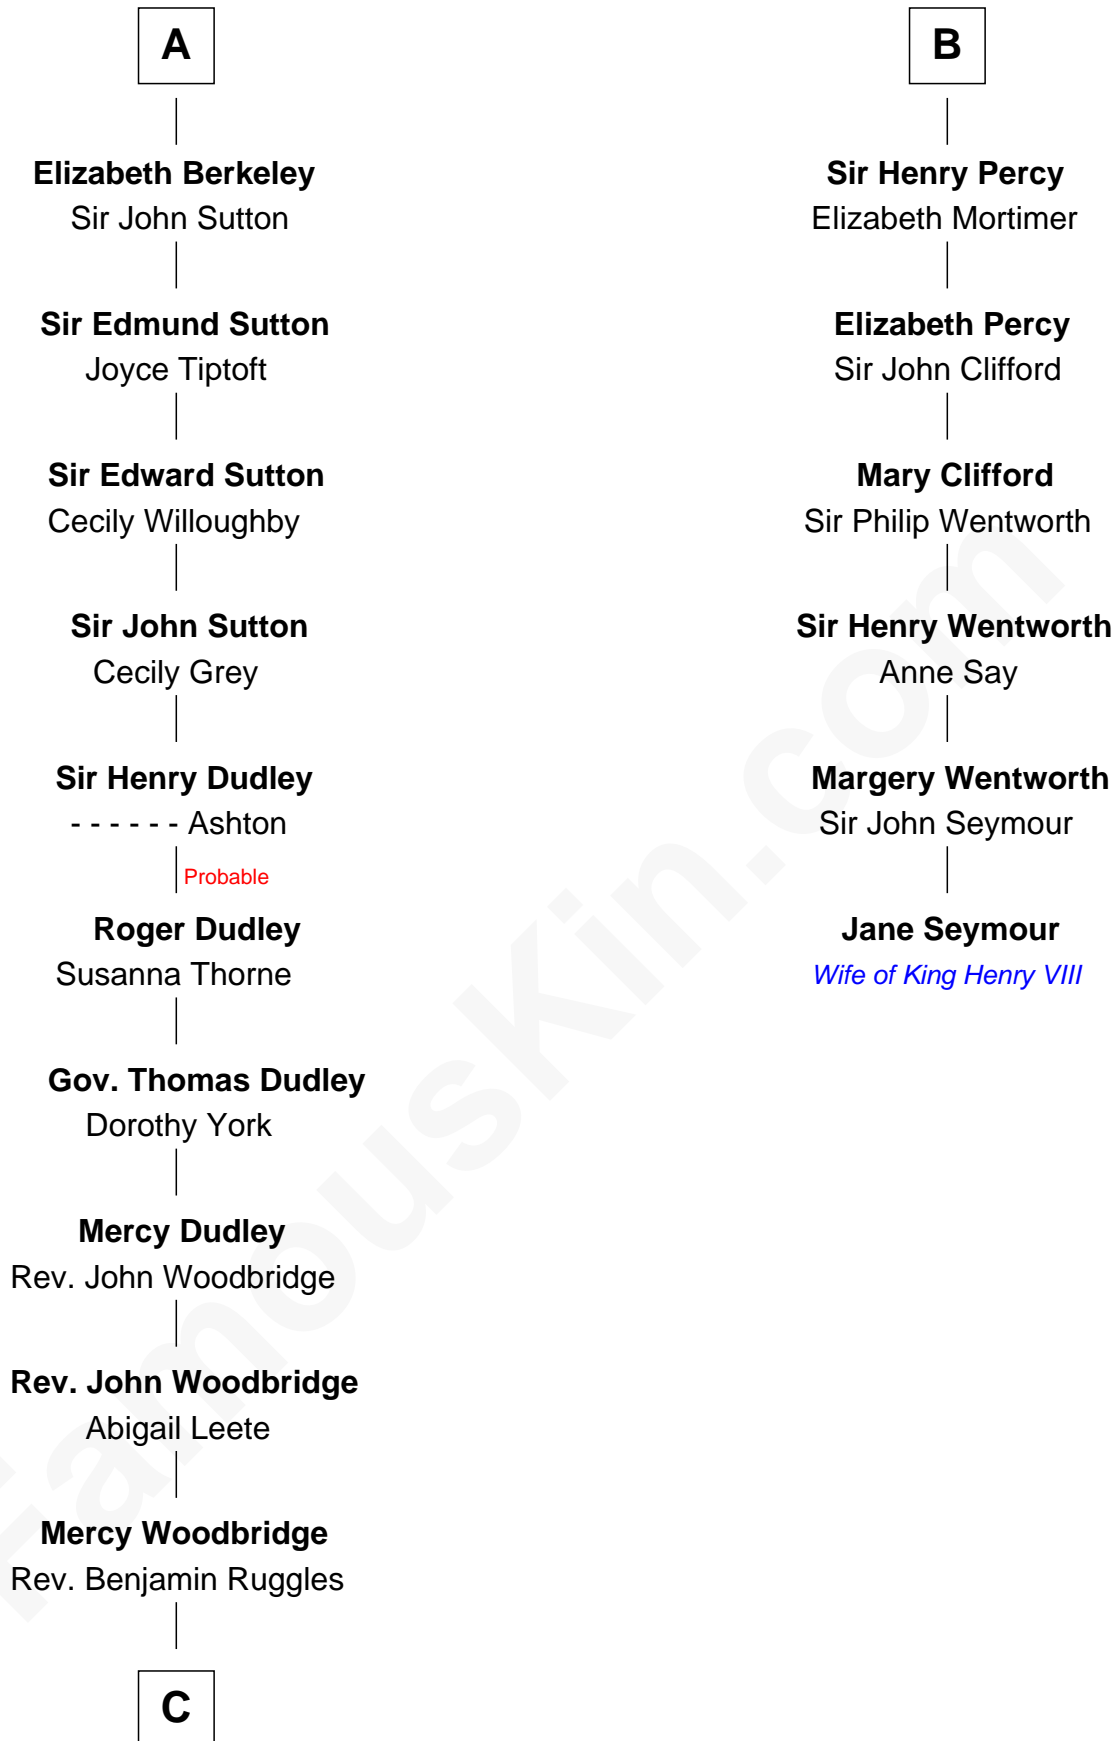 A
Elizabeth Berkeley
Sir John Sutton
Sir Edmund Sutton
Joyce Tiptoft
Sir Edward Sutton
Cecily Willoughby
Sir John Sutton
Cecily Grey
Sir Henry Dudley
- - - - - - Ashton
Probable
Roger Dudley
Susanna Thorne
Gov. Thomas Dudley
Dorothy York
Mercy Dudley
Rev. John Woodbridge
Rev. John Woodbridge
Abigail Leete
Mercy Woodbridge
Rev. Benjamin Ruggles
C
B
Sir Henry Percy
Elizabeth Mortimer
Elizabeth Percy
Sir John Clifford
Mary Clifford
Sir Philip Wentworth
Sir Henry Wentworth
Anne Say
Margery Wentworth
Sir John Seymour
Jane Seymour
Wife of King Henry VIII
FamousKin.com